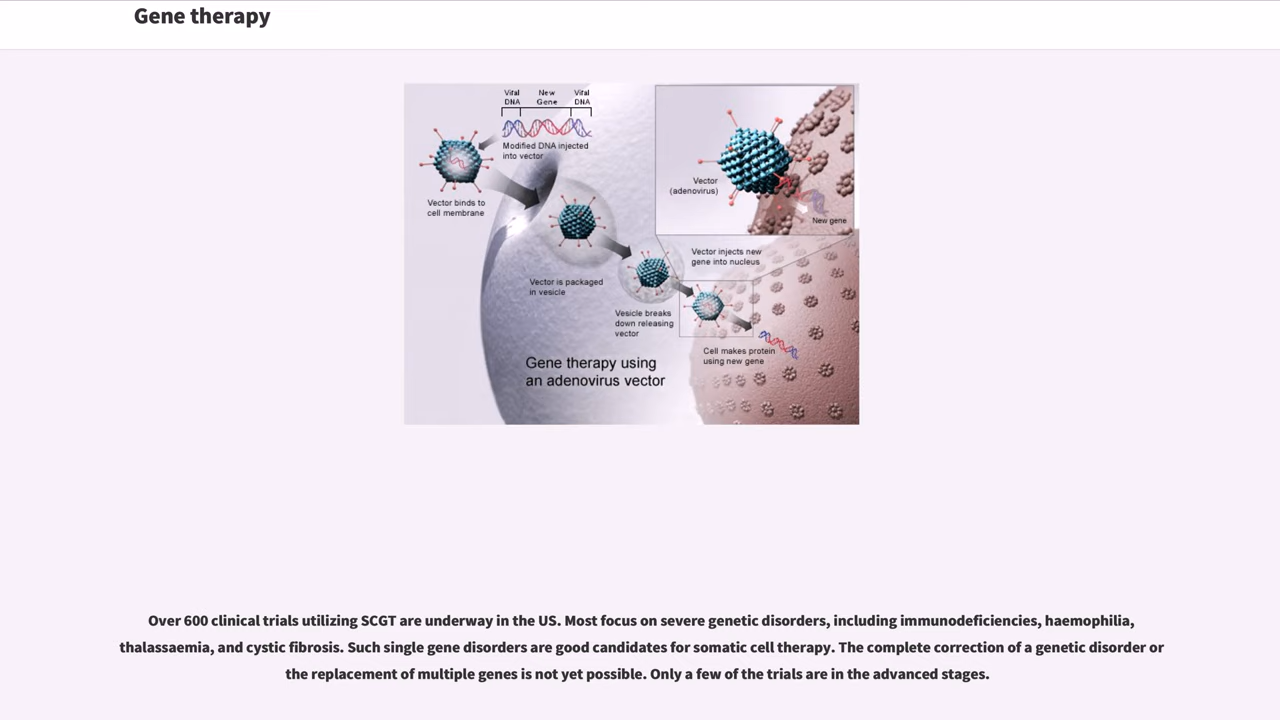 Gene therapy
Viral New Viral
DNA Gene DNA
Modified DNA injected
into vector
Vector binds to
cell membrane
Vector
(adenovirus)
New gene
Vector injects new
gene into nucleus
Vector is packaged
in vesicle
Vesicle breaks
down releasing
vector
Cell makes protein
using new gene
Gene therapy using
an adenovirus vector
Over 600 clinical trials utilizing SCGT are underway in the US. Most focus on severe genetic disorders, including immunodeficiencies, haemophilia,
thalassaemia, and cystic fibrosis. Such single gene disorders are good candidates for somatic cell therapy. The complete correction of a genetic disorder or
the replacement of multiple genes is not yet possible. Only a few of the trials are in the advanced stages.